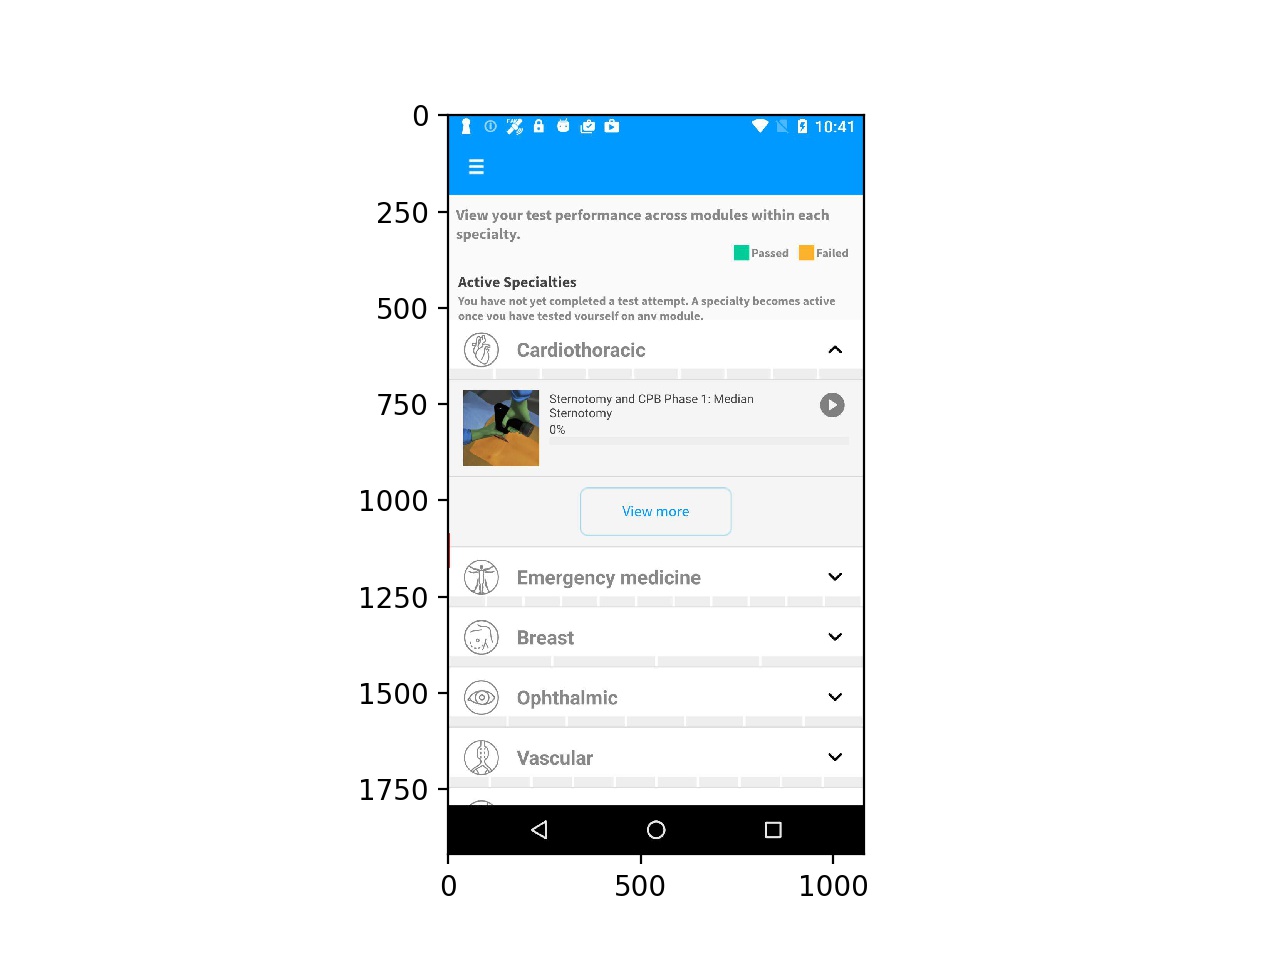 0
250
500
750
1000
1250
1500
1750
10:41
View your test performance across modules within each
specialty.
Passed
Failed
Active Specialties
You have not yet completed a test attempt. A specialty becomes active
once you have tested yourself on any module.
Cardiothoracic
Sternotomy and CPB Phase 1: Median
Sternotomy
0%
View more
Emergency medicine
Breast
Ophthalmic
Vascular
0
500
1000